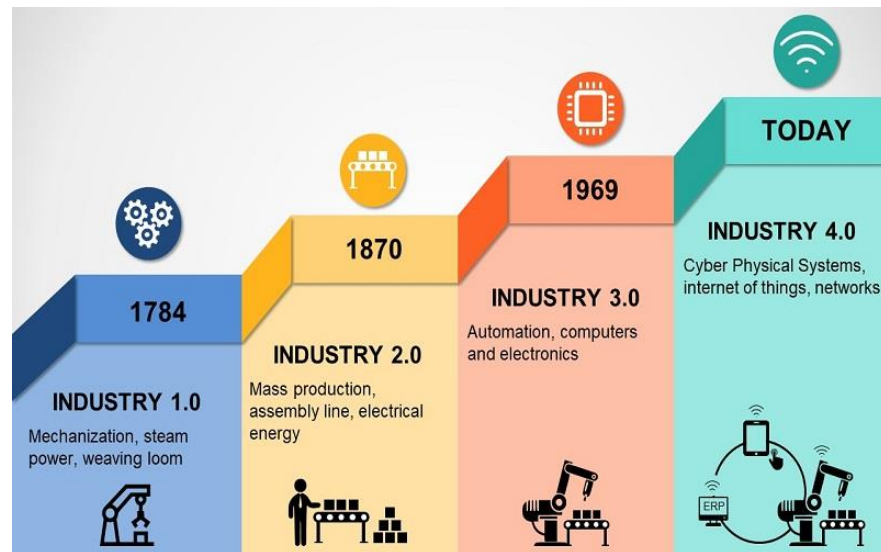 1784
INDUSTRY 1.0
Mechanization, steam
power, weaving loom
1870
INDUSTRY 2.0
Mass production,
assembly line, electrical
energy
1969
INDUSTRY 3.0
Automation, computers
and electronics
TODAY
INDUSTRY 4.0
Cyber Physical Systems,
internet of things, networks
ERP